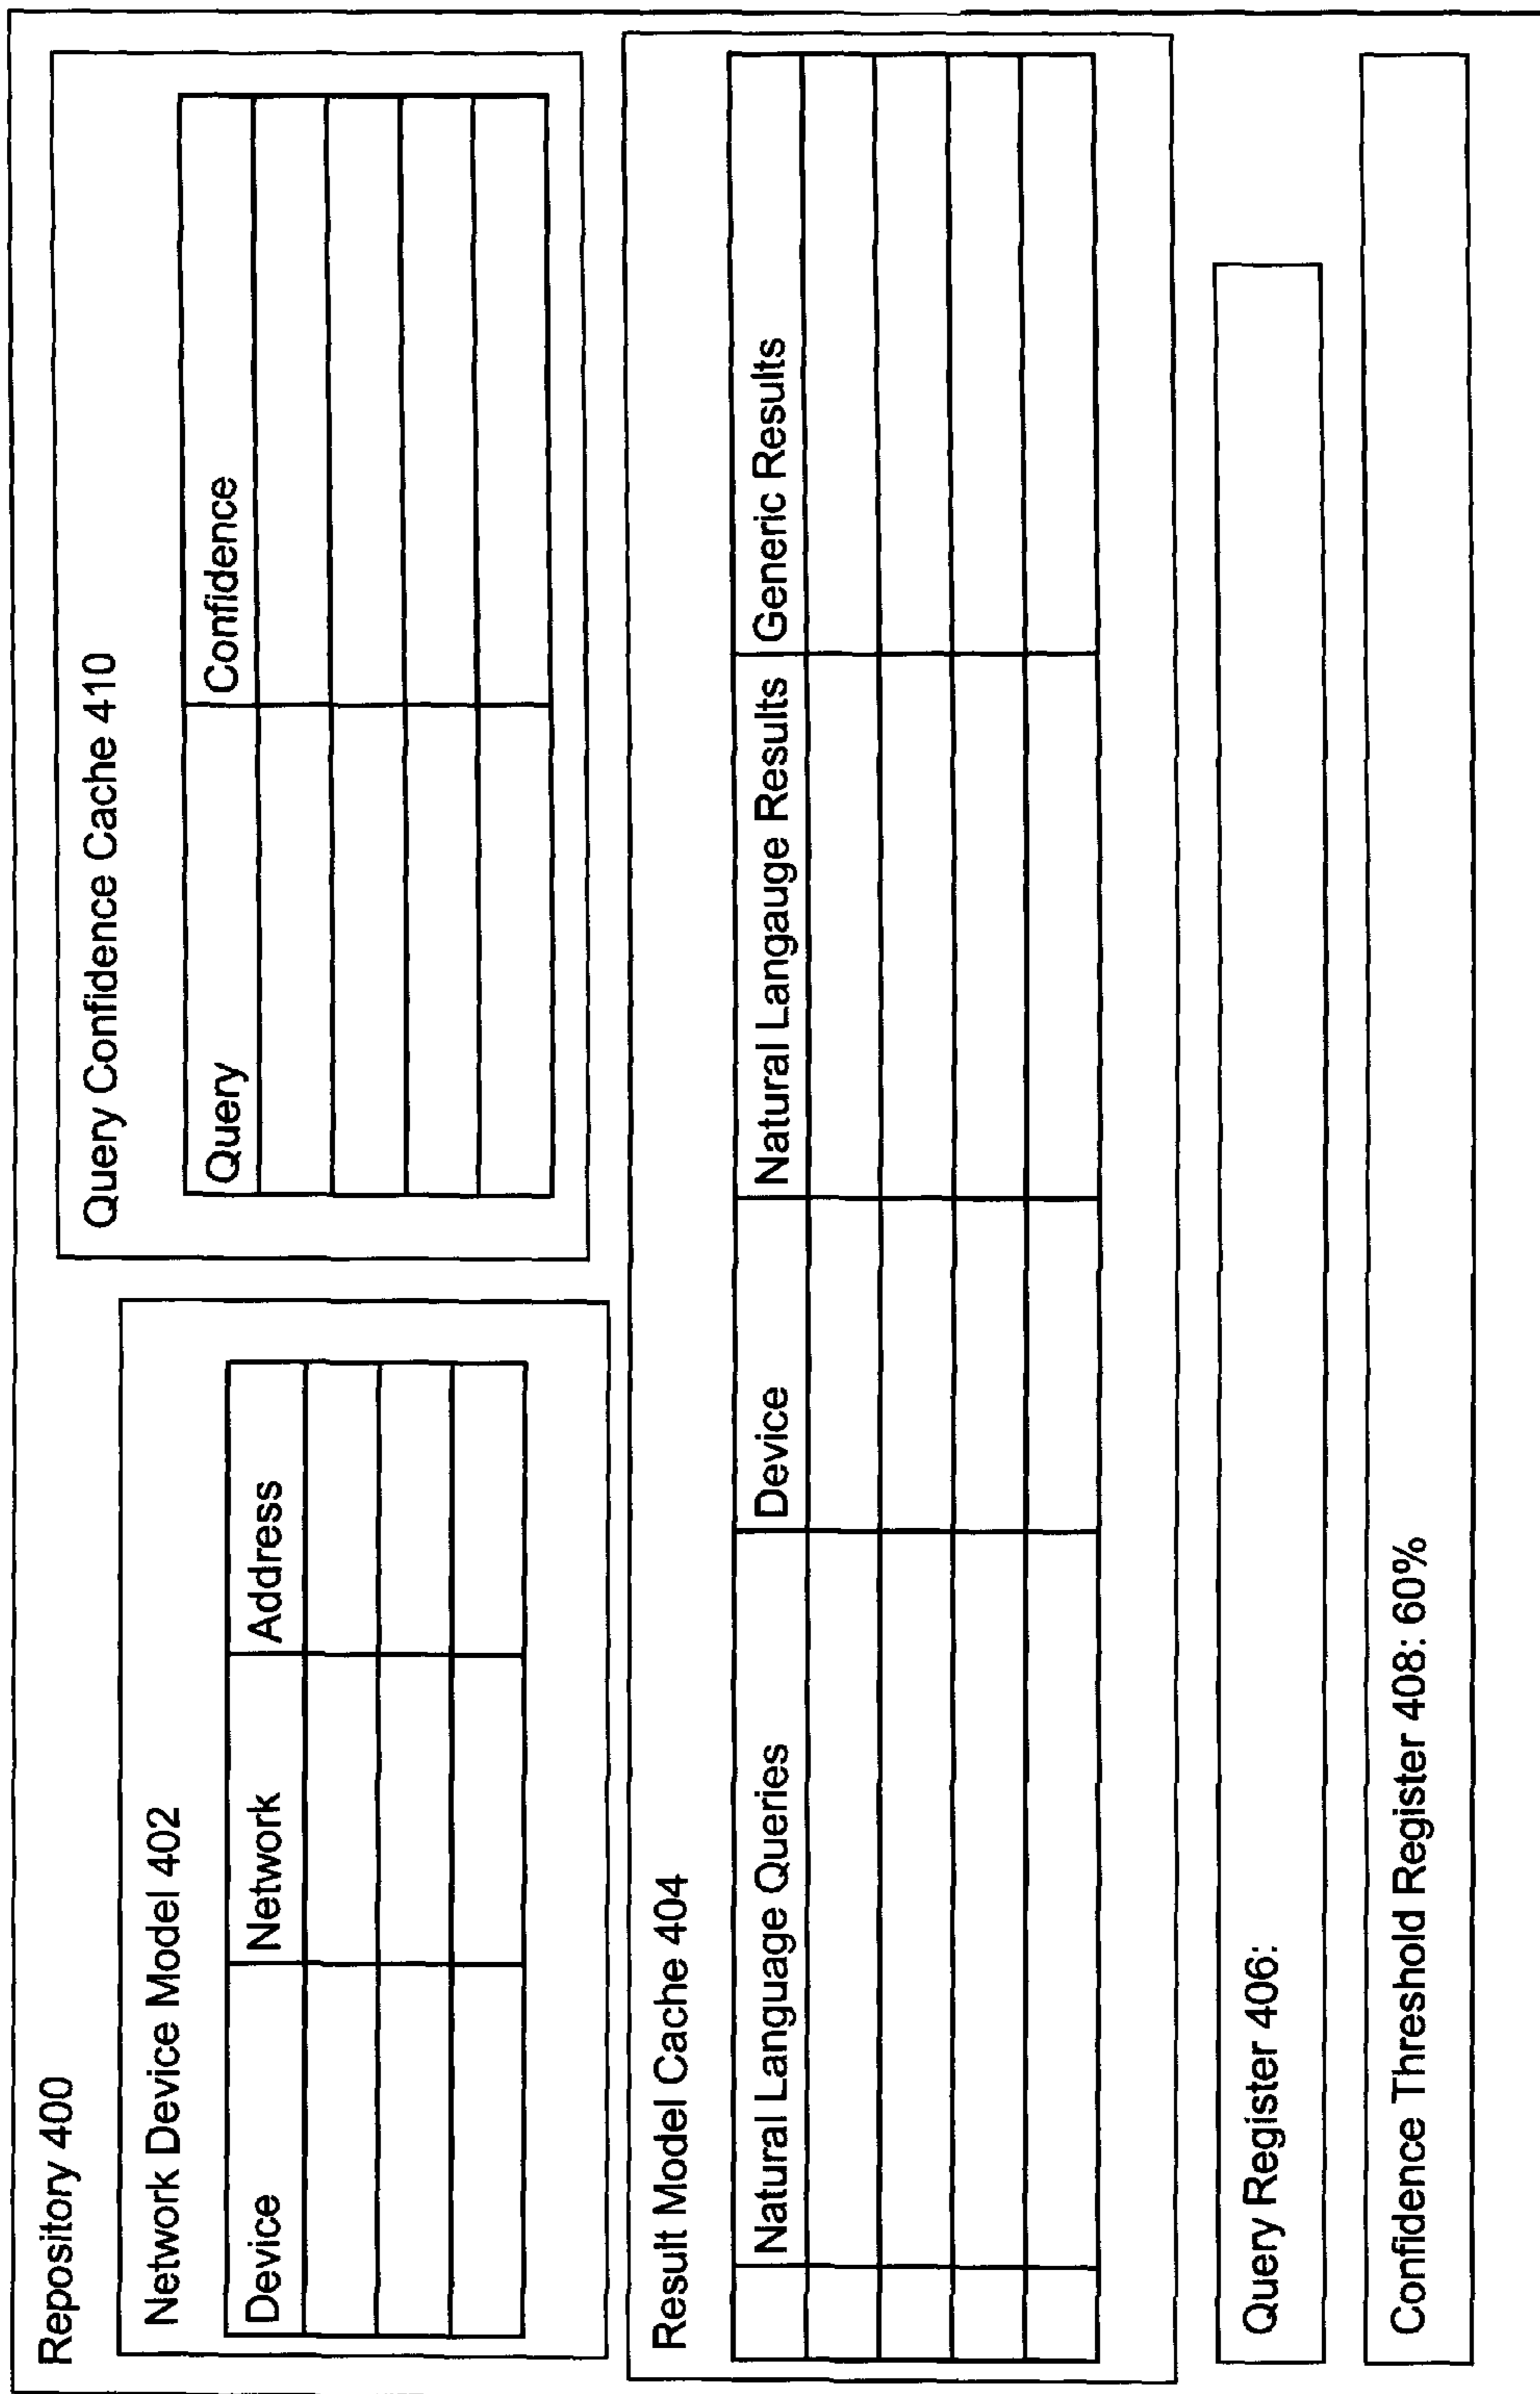 Repository 400
Network Device Model 402
Device Network Address
Query Confidence Cache 410
Query Confidence
Result Model Cache 404
Natural Language Queries Device Natural Langauge Results Generic Results
Query Register 406:
Confidence Threshold Register 408: 60%